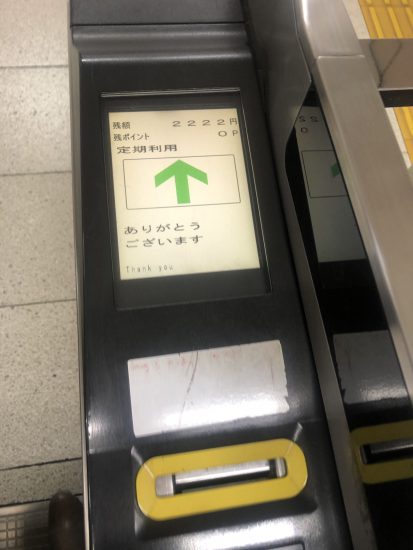 残額 2222円
残ポイント 0P
定期利用
ありがとう
ございます
Thank you